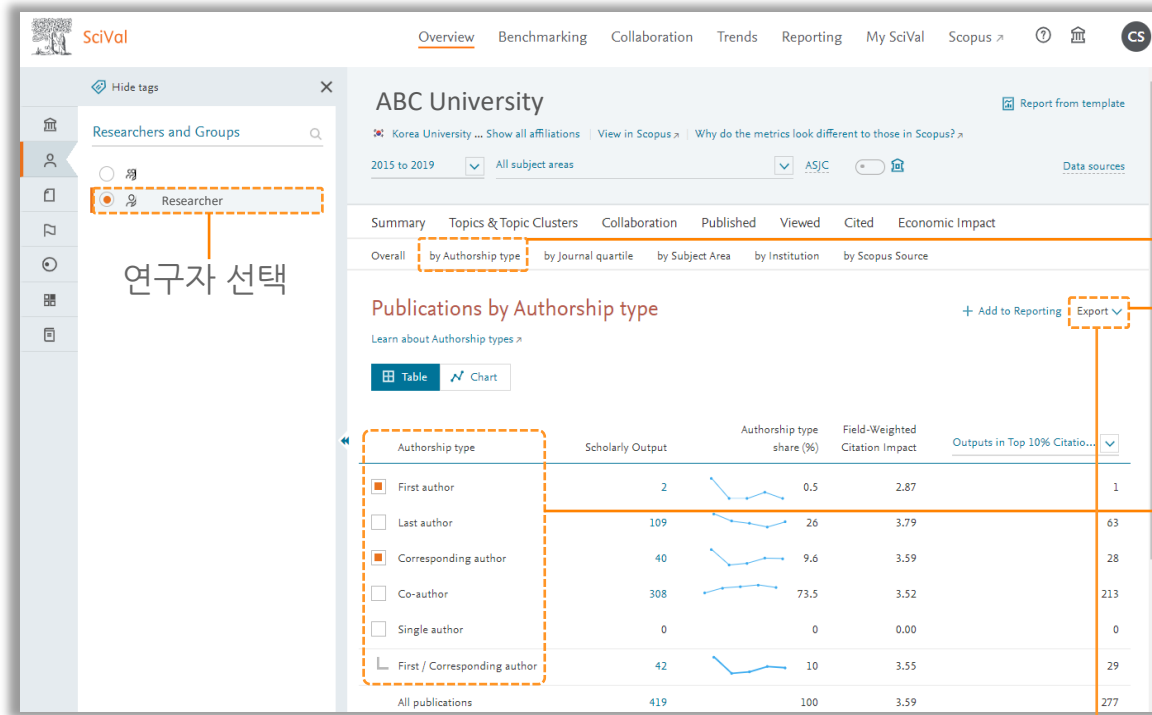 SciVal
Overview Benchmarking Collaboration Trends Reporting My SciVal Scopus ↗ CS
Hide tags
Researchers and Groups
Researcher
연구자 선택
ABC University
Report from template
Korea University ... Show all affiliations View in Scopus ↗ Why do the metrics look different to those in Scopus? ↗
2015 to 2019 All subject areas ASJC Data sources
Summary Topics & Topic Clusters Collaboration Published Viewed Cited Economic Impact
Overall by Authorship type by Journal quartile by Subject Area by Institution by Scopus Source
Publications by Authorship type
+ Add to Reporting Export
Learn about Authorship types ↗
Table Chart
Authorship type Scholarly Output Authorship type share (%) Field-Weighted Citation Impact Outputs in Top 10% Citatio...
First author 2 0.5 2.87 1
Last author 109 26 3.79 63
Corresponding author 40 9.6 3.59 28
Co-author 308 73.5 3.52 213
Single author 0 0 0.00 0
First / Corresponding author 42 10 3.55 29
All publications 419 100 3.59 277